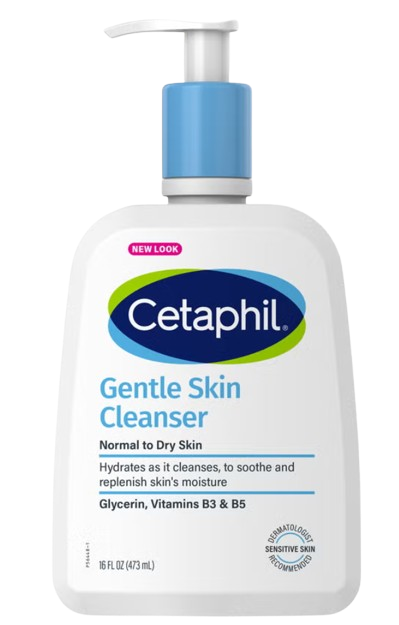 NEW LOOK
Cetaphil®
Gentle Skin
Cleanser
Normal to Dry Skin
Hydrates as it cleanses, to soothe and
replenish skin's moisture
Glycerin, Vitamins B3 & B5
DERMATOLOGIST
SENSITIVE SKIN
RECOMMENDED
16 FL OZ (473 mL)